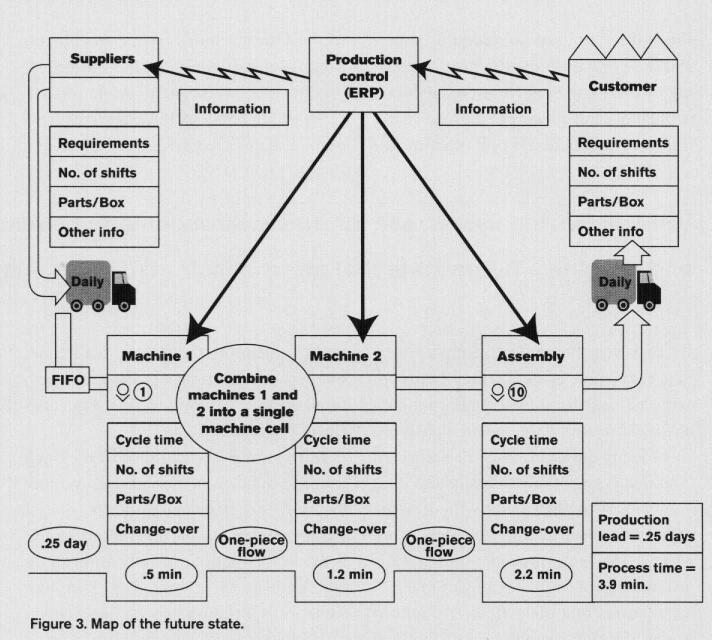 Suppliers
Production
control
(ERP)
Customer
Information
Information
Requirements
No. of shifts
Parts/Box
Other info
Requirements
No. of shifts
Parts/Box
Other info
Daily
Daily
FIFO
Machine 1
1
Combine
machines 1 and
2 into a single
machine cell
Machine 2
Assembly
10
Cycle time
No. of shifts
Parts/Box
Change-over
Cycle time
No. of shifts
Parts/Box
Change-over
Cycle time
No. of shifts
Parts/Box
Change-over
.25 day
One-piece
flow
One-piece
flow
.5 min
1.2 min
2.2 min
Production
lead = .25 days
Process time =
3.9 min.
Figure 3. Map of the future state.